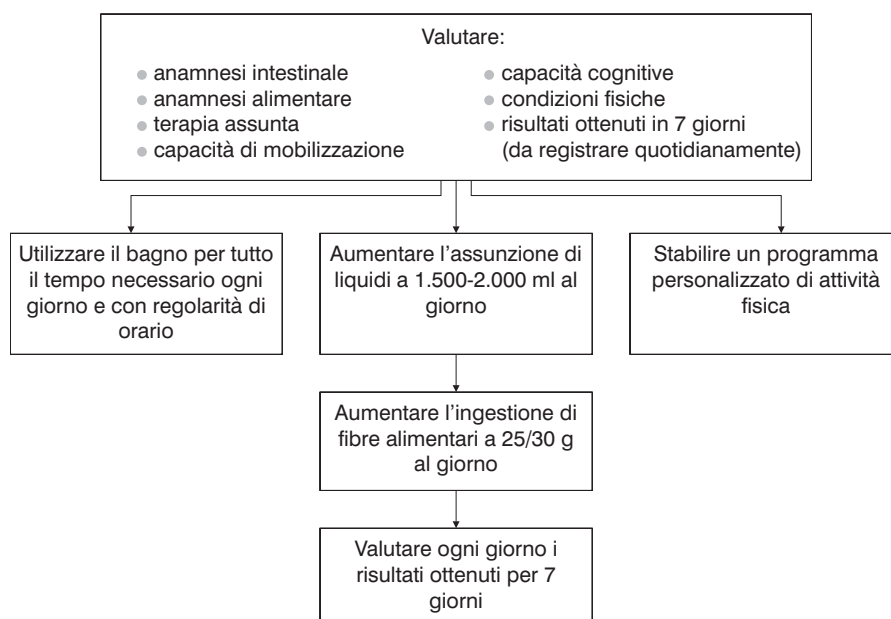 Valutare:
anamnesi intestinale
anamnesi alimentare
terapia assunta
capacità di mobilizzazione
capacità cognitive
condizioni fisiche
risultati ottenuti in 7 giorni
(da registrare quotidianamente)
Utilizzare il bagno per tutto
il tempo necessario ogni
giorno e con regolarità di
orario
Aumentare l’assunzione di
liquidi a 1.500-2.000 ml al
giorno
Stabilire un programma
personalizzato di attività
fisica
Aumentare l’ingestione di
fibre alimentari a 25/30 g
al giorno
Valutare ogni giorno i
risultati ottenuti per 7
giorni